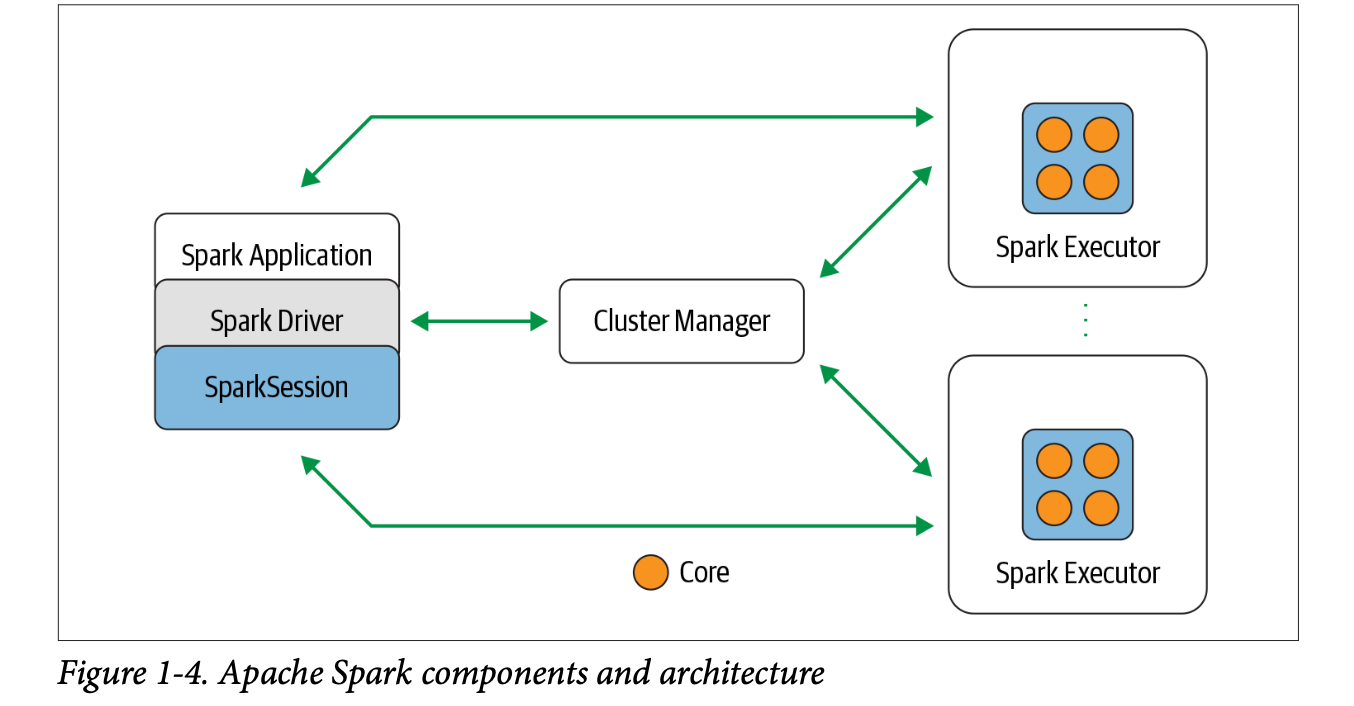 Spark Application
Spark Driver
SparkSession
Cluster Manager
Spark Executor
Spark Executor
Core
Figure 1-4. Apache Spark components and architecture